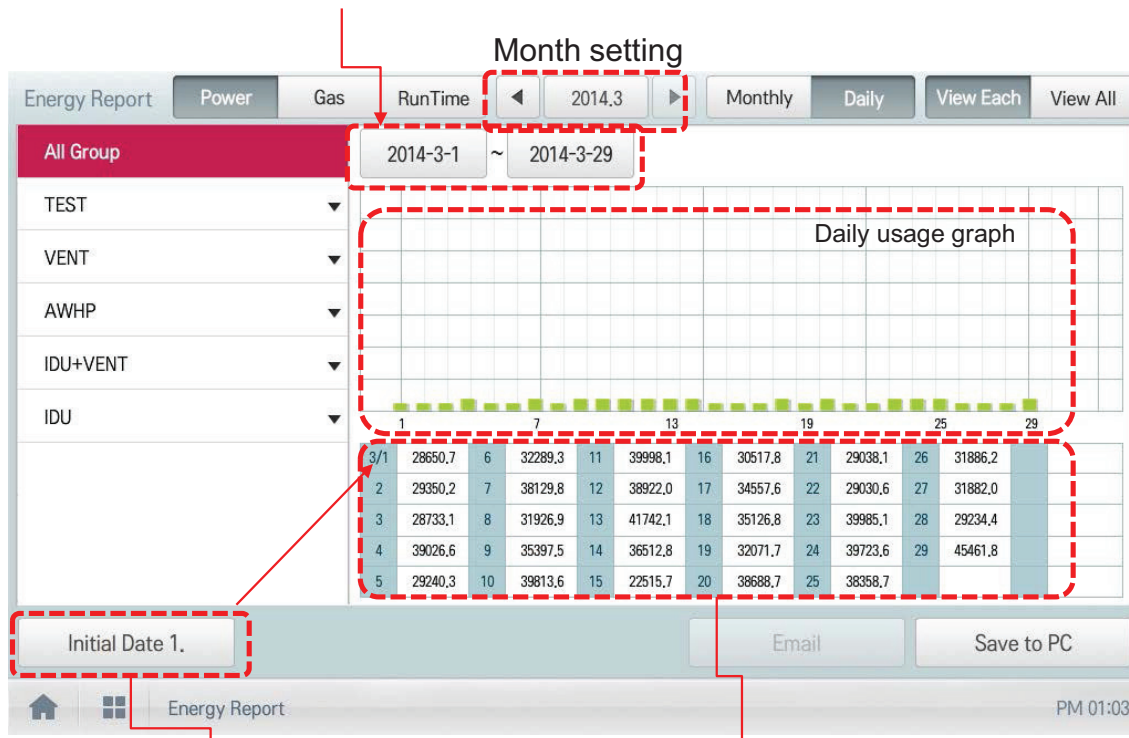 Month setting
Energy Report Power Gas RunTime 2014.3 Monthly Daily View Each View All
All Group 2014-3-1 ~ 2014-3-29
TEST
Daily usage graph
VENT
AWHP
IDU+VENT
IDU
1 7 13 19 25 29
3/1 28650.7 6 32289.3 11 39998.1 16 30517.8 21 29038.1 26 31886.2
2 29350.2 7 38129.8 12 38922.0 17 34557.6 22 29030.6 27 31882.0
3 28733.1 8 31926.9 13 41742.1 18 35126.8 23 39985.1 28 29234.4
4 39026.6 9 35397.5 14 36512.8 19 32071.7 24 39723.6 29 45461.8
5 29240.3 10 39813.6 15 22515.7 20 38688.7 25 38358.7
Initial Date 1. Email Save to PC
Energy Report PM 01:03